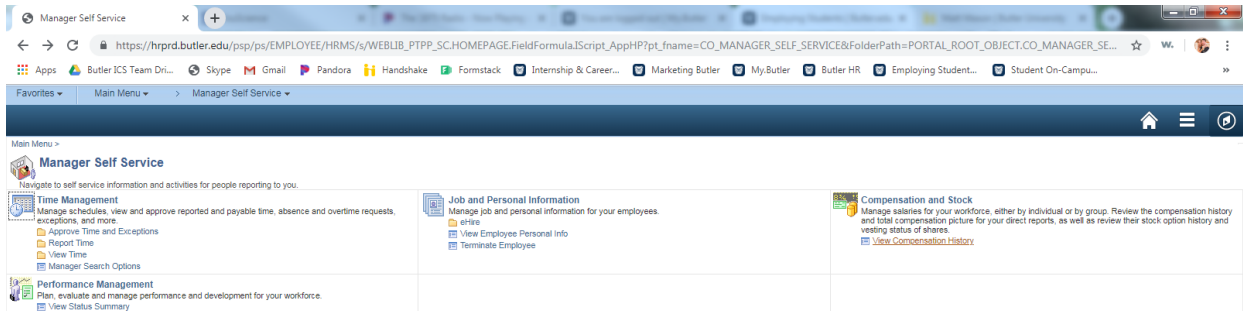 Manager Self Service
https://hrprd.butler.edu/psp/ps/EMPLOYEE/HRMS/s/WEBLIB_PTPP_SC.HOMEPAGE.FieldFormula.IScript_AppHP?pt_fname=CO_MANAGER_SELF_SERVICE&FolderPath=PORTAL_ROOT_OBJECT.CO_MANAGER_SE...
W.
Apps Butler ICS Team Dri... Skype Gmail Pandora Handshake Formstack Internship & Career... Marketing Butler My.Butler Butler HR Employing Student... Student On-Campu... »
Favorites Main Menu > Manager Self Service
Main Menu >
Manager Self Service
Navigate to self service information and activities for people reporting to you.
Time Management
Manage schedules, view and approve reported and payable time, absence and overtime requests,
exceptions, and more.
Approve Time and Exceptions
Report Time
View Time
Manager Search Options
Job and Personal Information
Manage job and personal information for your employees.
eHire
View Employee Personal Info
Terminate Employee
Compensation and Stock
Manage salaries for your workforce, either by individual or by group. Review the compensation history
and total compensation picture for your direct reports, as well as review their stock option history and
vesting status of shares.
View Compensation History
Performance Management
Plan, evaluate and manage performance and development for your workforce.
View Status Summary